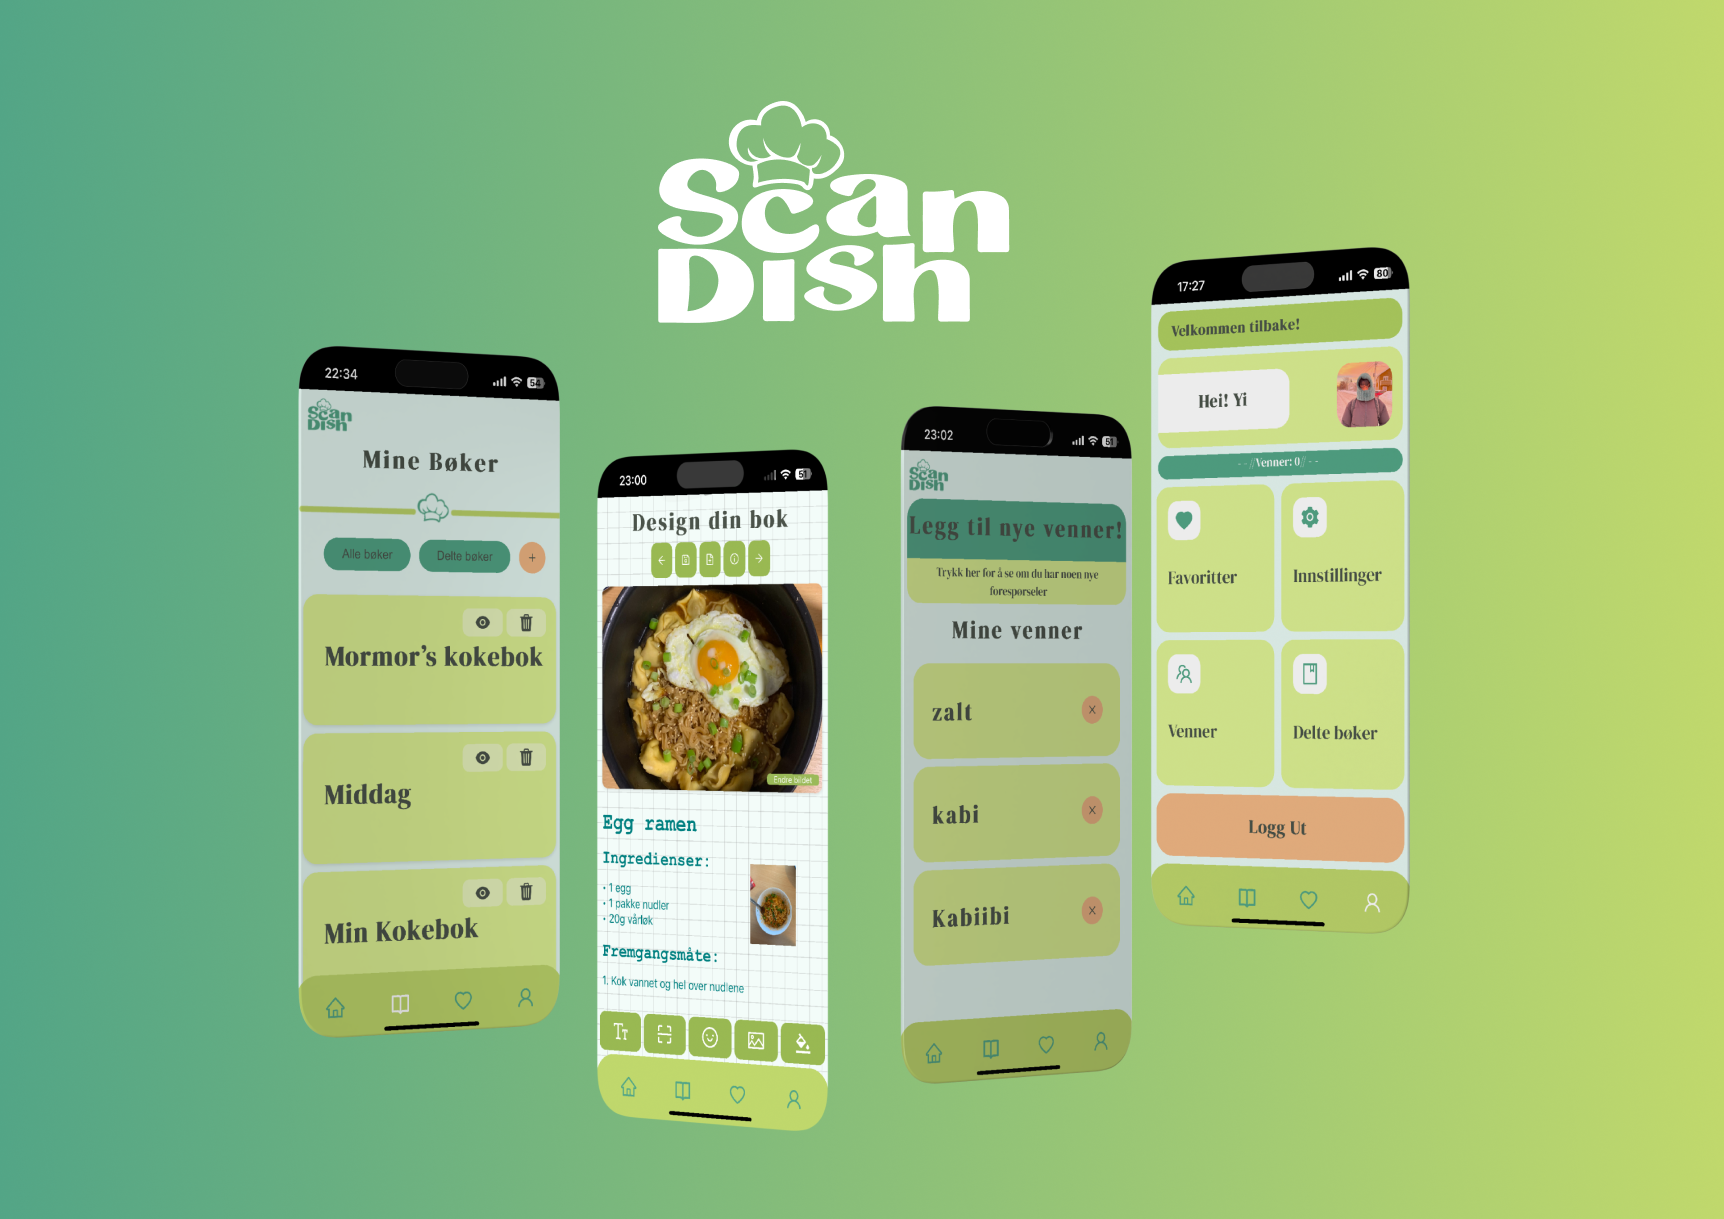 Scan
Dish
22:34
54
Scan
Dish
Mine Bøker
Alle bøker
Delte bøker
+
Mormor's kokebok
Middag
Min Kokebok
23:00
51
Design din bok
Endre bildet
Egg ramen
Ingredienser:
• 1 egg
• 1 pakke nudler
• 20g vårløk
Fremgangsmåte:
1. Kok vannet og hel over nudlene
TT
23:02
51
Scan
Dish
Legg til nye venner!
Trykk her for å se om du har noen nye
foresporseler
Mine venner
zalt
X
kabi
X
Kabiibi
X
17:27
80
Velkommen tilbake!
Hei! Yi
- - //Venner: 0// - -
Favoritter
Innstillinger
Venner
Delte bøker
Logg Ut